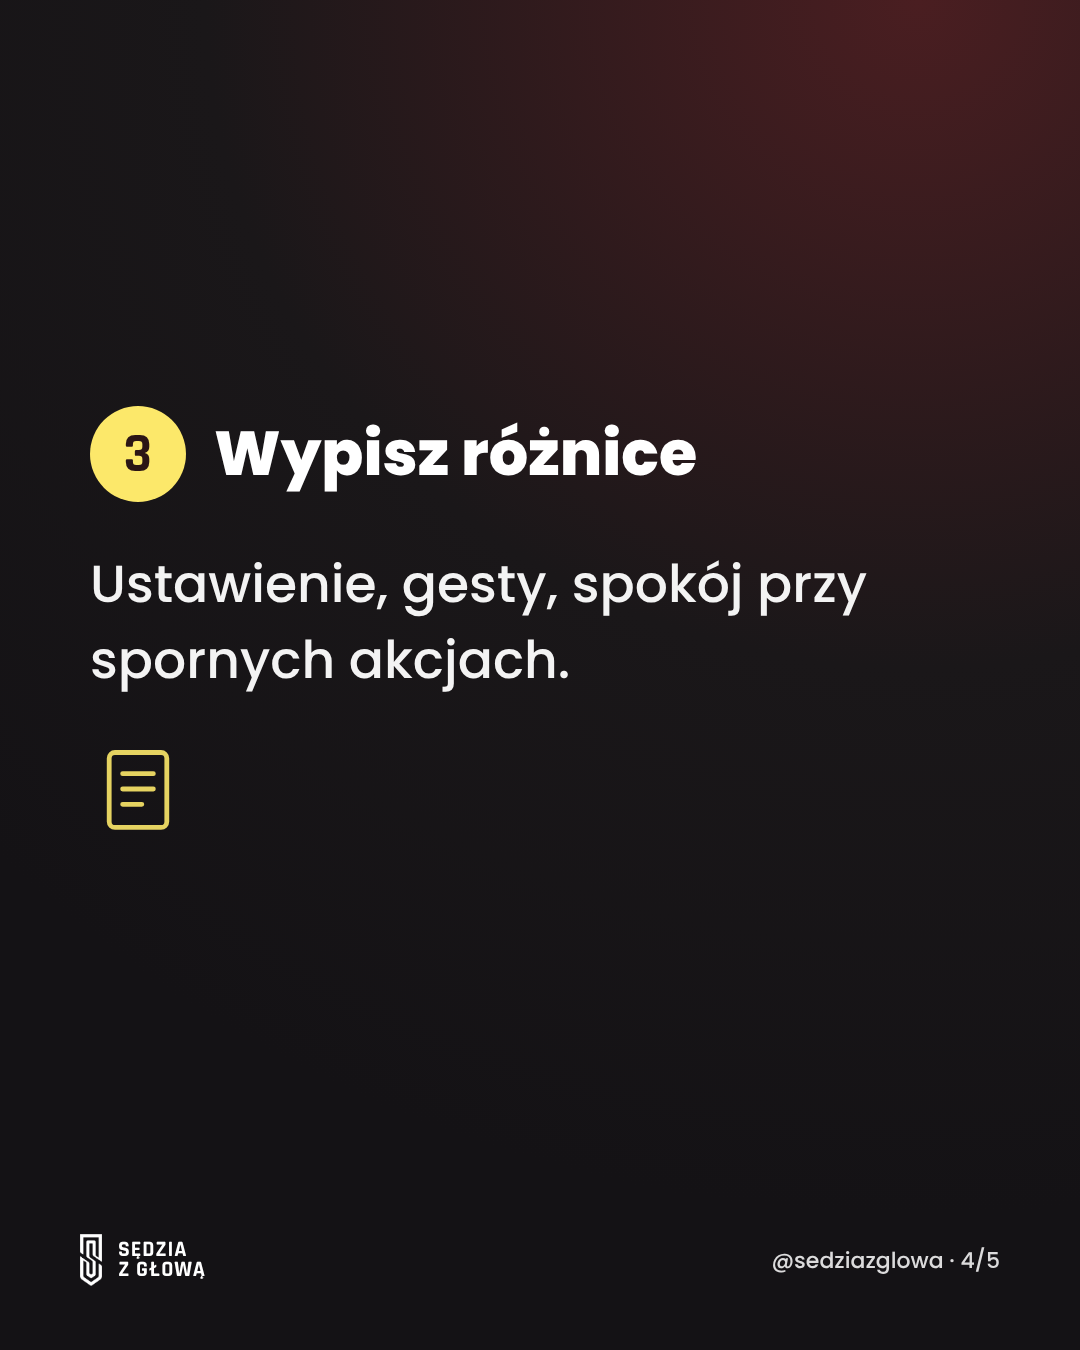 3 Wypisz różnice
Ustawienie, gesty, spokój przy
spornych akcjach.
SĘDZIA
Z GŁOWĄ
@sedziazglowa · 4/5